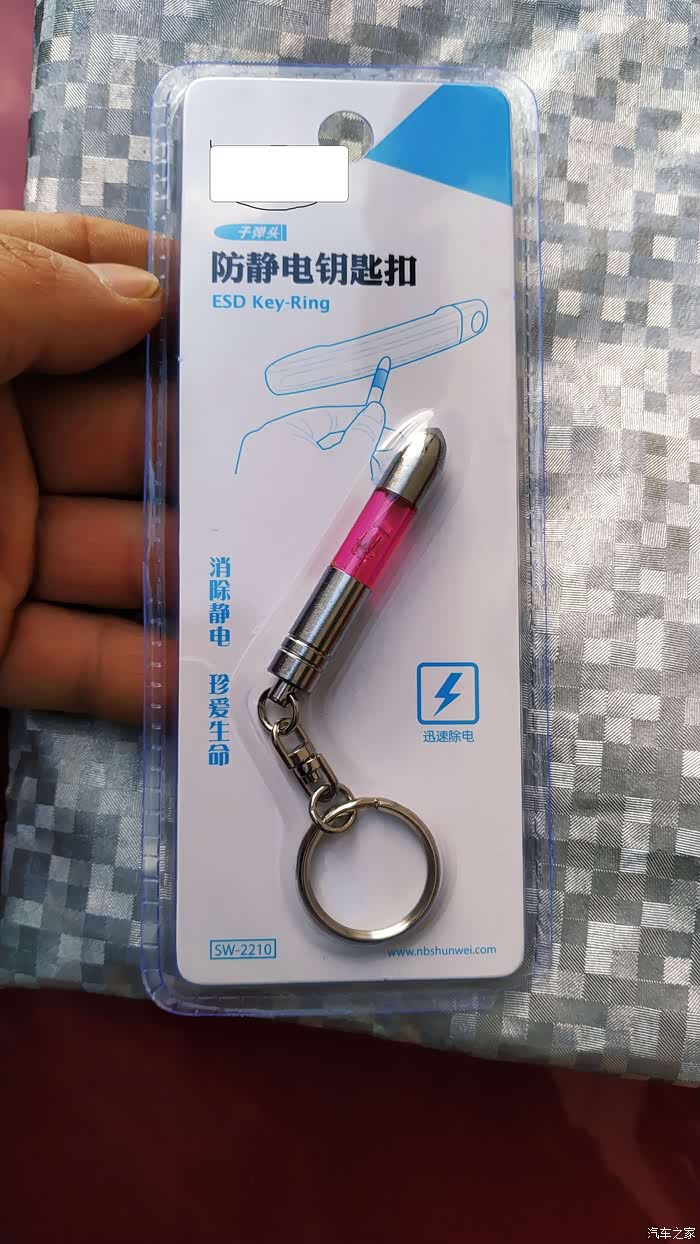 子弹头
防静电钥匙扣
ESD Key-Ring
消除静电 珍爱生命
迅速除电
SW-2210
www.nbshunwei.com
汽车之家